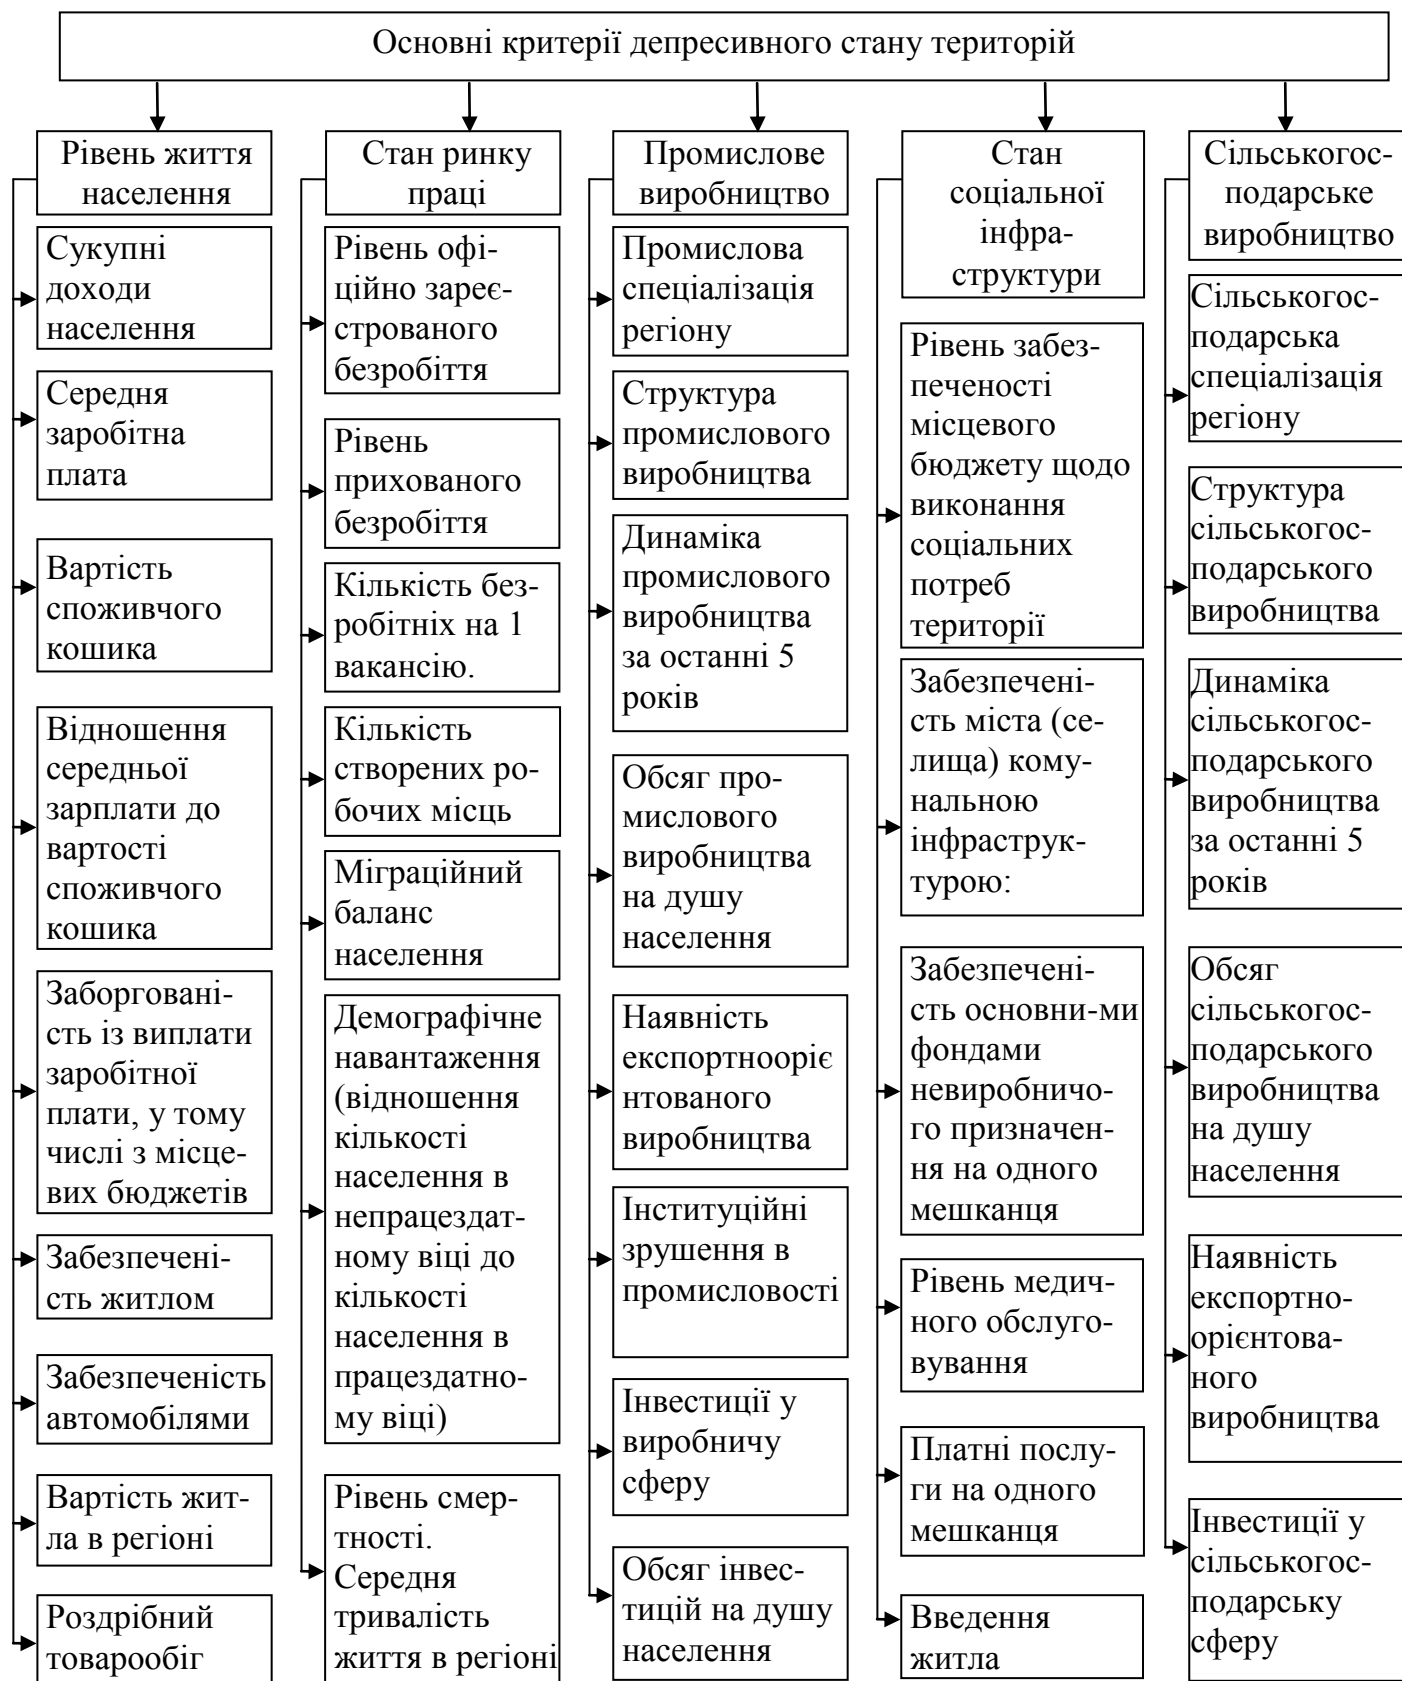 Основні критерії депресивного стану територій
Рівень життя
населення
Сукупні
доходи
населення
Середня
заробітна
плата
Вартість
споживчого
кошика
Відношення
середньої
зарплати до
вартості
споживчого
кошика
Заборговані-
сть із виплати
заробітної
плати, у тому
числі з місце-
вих бюджетів
Забезпечені-
сть житлом
Забезпеченість
автомобілями
Вартість жит-
ла в регіоні
Роздрібний
товарообіг
Стан ринку
праці
Рівень офі-
ційно зареє-
строваного
безробіття
Рівень
прихованого
безробіття
Кількість без-
робітніх на 1
вакансію.
Кількість
створених ро-
бочих місць
Міграційний
баланс
населення
Демографічне
навантаження
(відношення
кількості
населення в
непрацездат-
ному віці до
кількості
населення в
працездатно-
му віці)
Рівень смер-
тності.
Середня
тривалість
життя в регіоні
Промислове
виробництво
Промислова
спеціалізація
регіону
Структура
промислового
виробництва
Динаміка
промислового
виробництва
за останні 5
років
Обсяг про-
мислового
виробництва
на душу
населення
Наявність
експортноорiє
нтованого
виробництва
Інституційні
зрушення в
промисловості
Інвестиції у
виробничу
сферу
Обсяг інвес-
тицій на душу
населення
Стан
соціальної
інфра-
структури
Рівень забез-
печеності
місцевого
бюджету щодо
виконання
соціальних
потреб
території
Забезпечені-
сть міста (се-
лища) кому-
нальною
інфраструк-
турою:
Забезпечені-
сть основни-ми
фондами
невиробничо-
го призначен-
ня на одного
мешканця
Рівень медич-
ного обслуго-
вування
Платні послу-
ги на одного
мешканця
Введення
житла
Сільськогос-
подарське
виробництво
Сільськогос-
подарська
спеціалізація
регіону
Структура
сільськогос-
подарського
виробництва
Динаміка
сільськогос-
подарського
виробництва
за останні 5
років
Обсяг
сільськогос-
подарського
виробництва
на душу
населення
Наявність
експортно-
орієнтова-
ного
виробництва
Інвестиції у
сільськогос-
подарську
сферу